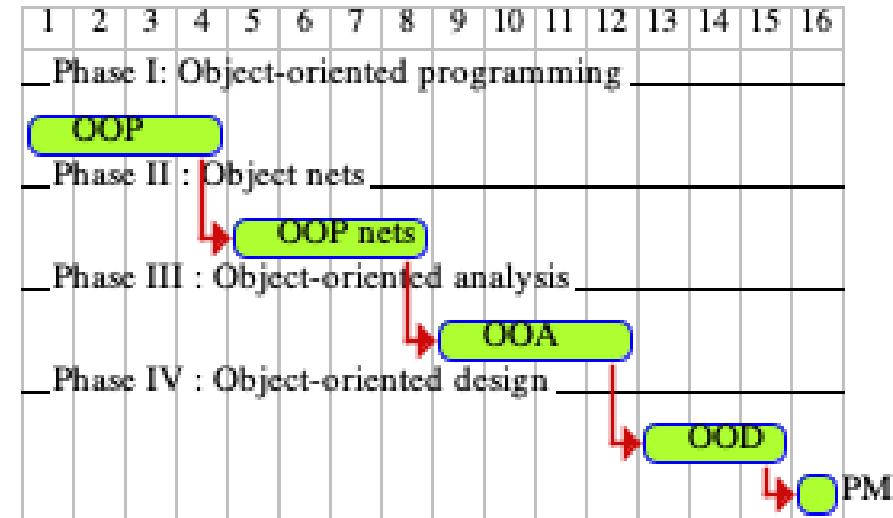 1 2 3 4 5 6 7 8 9 10 11 12 13 14 15 16
Phase I: Object-oriented programming
OOP
Phase II : Object nets
OOP nets
Phase III : Object-oriented analysis
OOA
Phase IV : Object-oriented design
OOD
PM